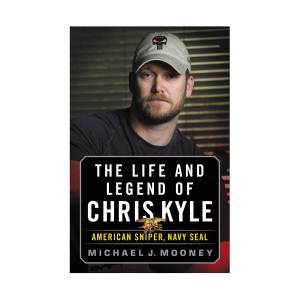 THE LIFE AND
LEGEND OF
CHRIS KYLE
AMERICAN SNIPER, NAVY SEAL
MICHAEL J. MOONEY